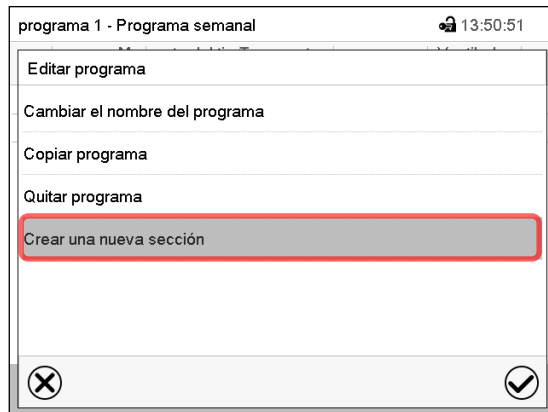 programa 1 - Programa semanal 13:50:51
Editar programa
Cambiar el nombre del programa
Copiar programa
Quitar programa
Crear una nueva sección